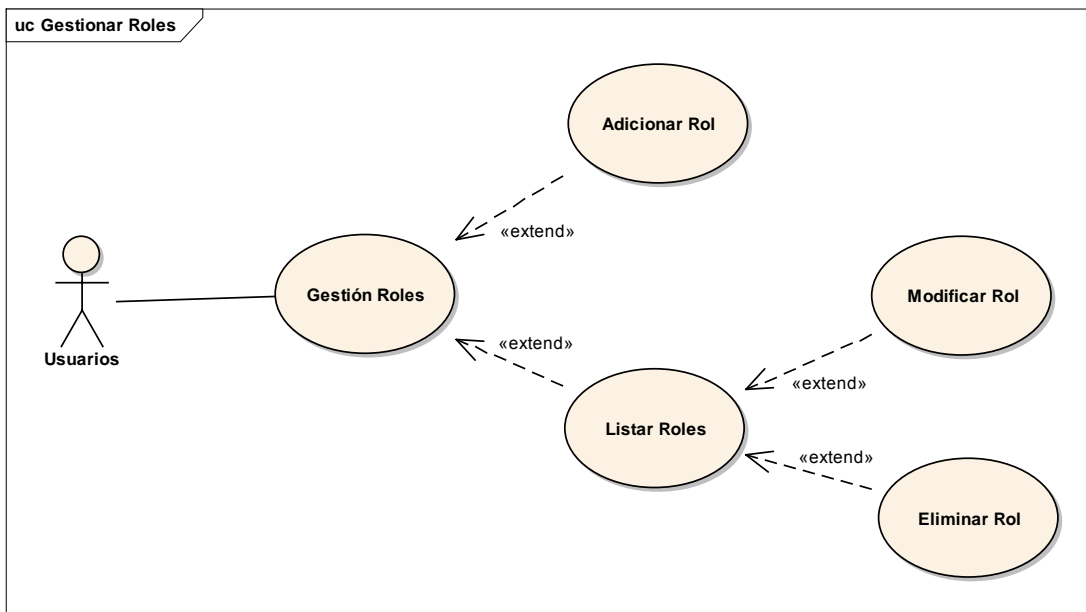 uc Gestionar Roles
Adicionar Rol
«extend»
Gestión Roles
Modificar Rol
Usuarios
«extend»
«extend»
Listar Roles
«extend»
Eliminar Rol